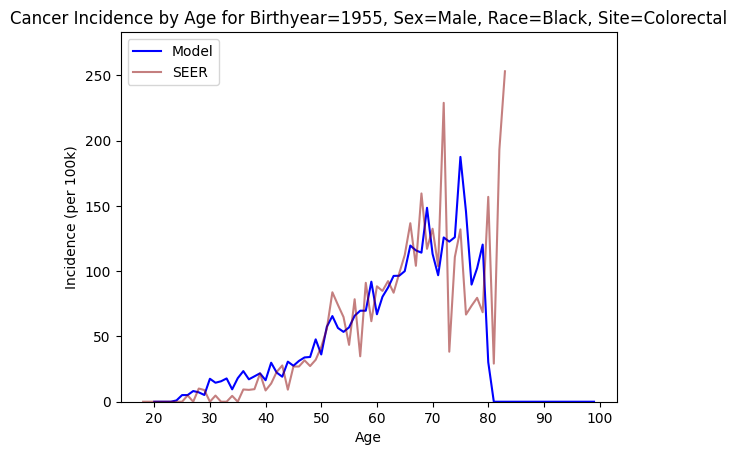 Cancer Incidence by Age for Birthyear=1955, Sex=Male, Race=Black, Site=Colorectal
Model
SEER
250
200
150
100
50
0
Incidence (per 100k)
20 30 40 50 60 70 80 90 100
Age